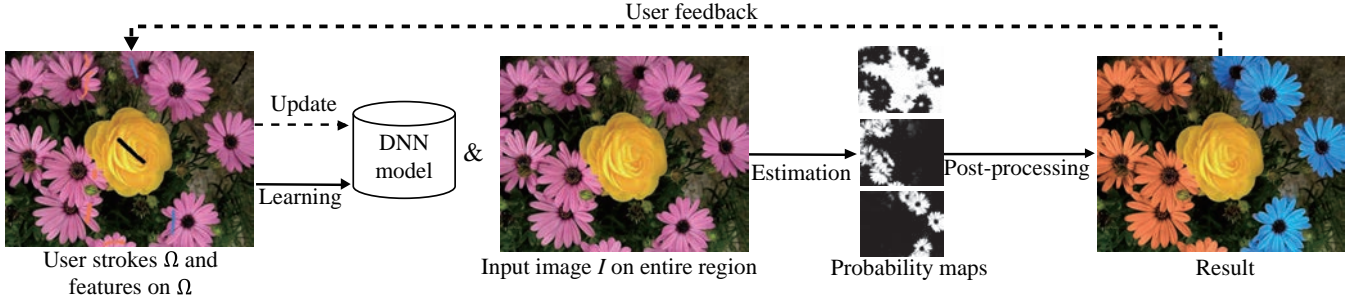 User feedback
Update
DNN
model
&
Learning
Estimation
Post-processing
User strokes Ω and
features on Ω
Input image I on entire region
Probability maps
Result